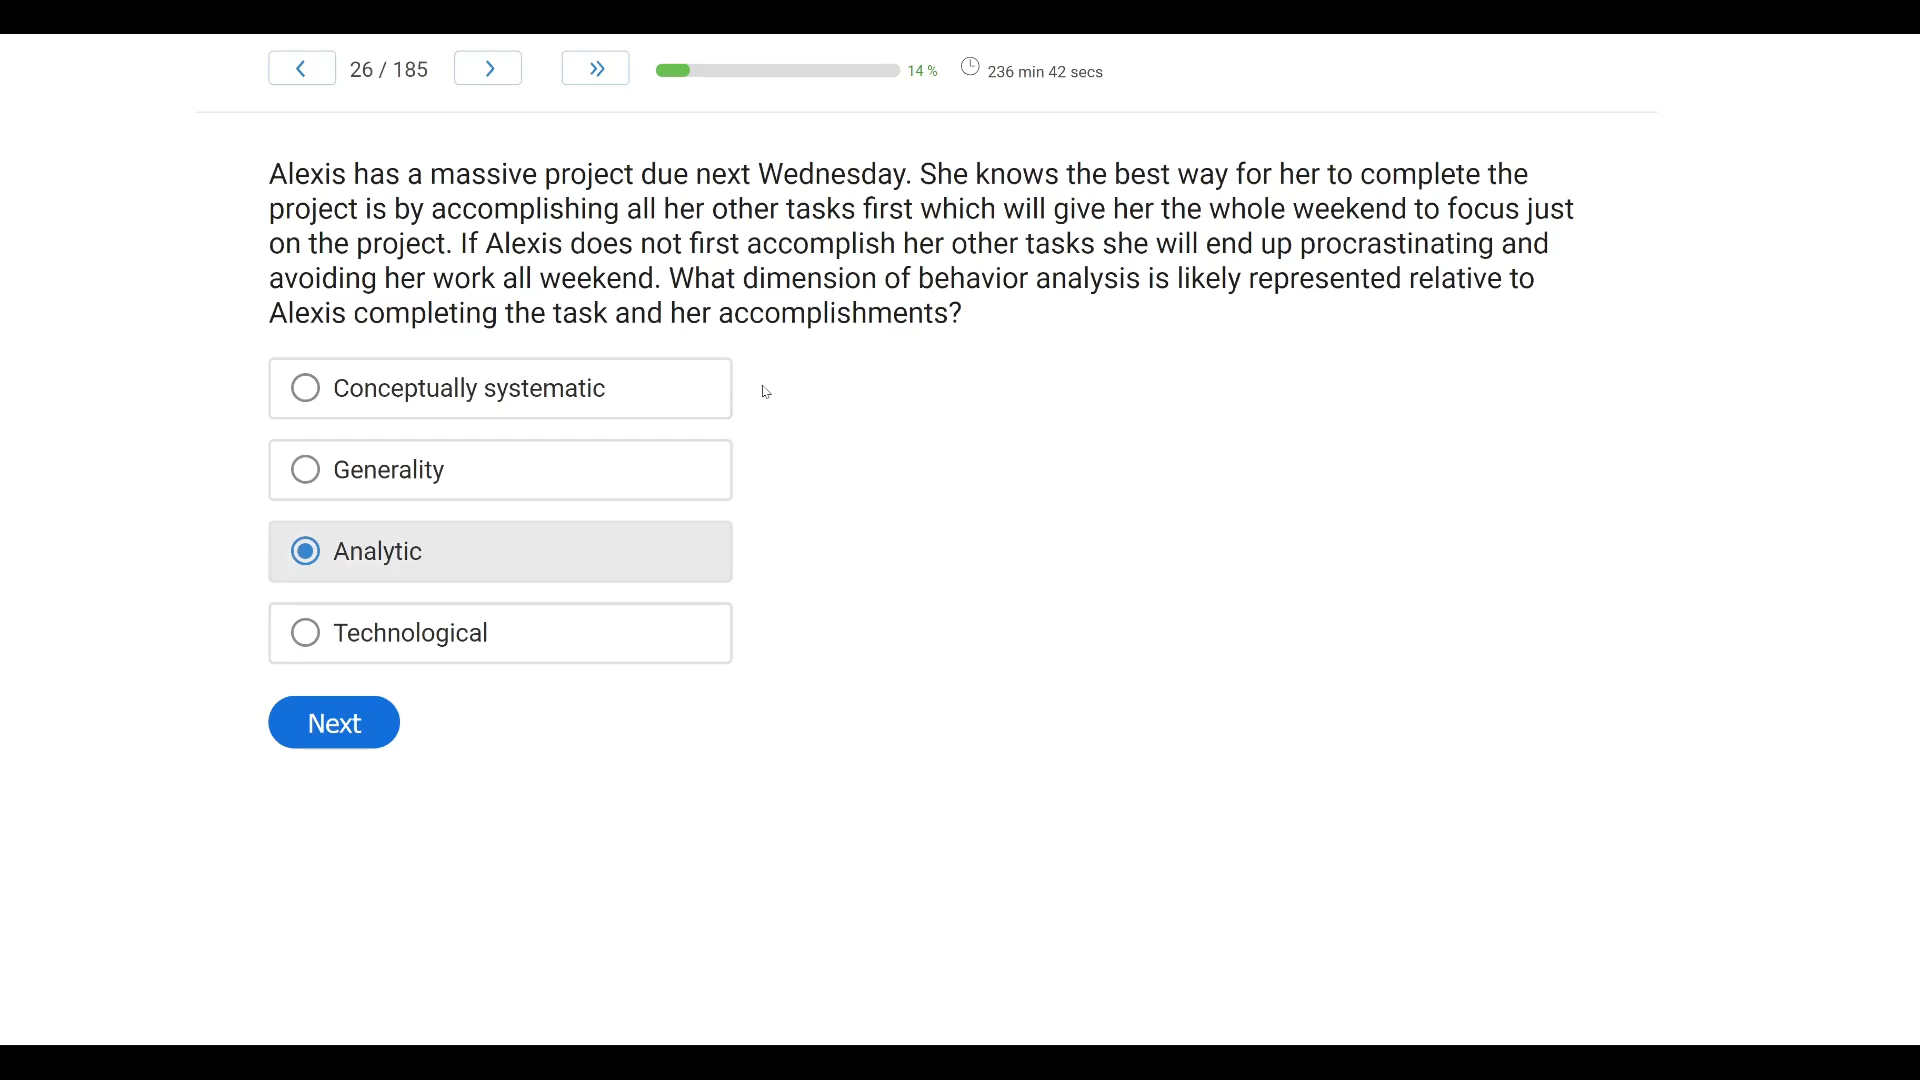 26 / 185
14 %
236 min 42 secs
Alexis has a massive project due next Wednesday. She knows the best way for her to complete the
project is by accomplishing all her other tasks first which will give her the whole weekend to focus just
on the project. If Alexis does not first accomplish her other tasks she will end up procrastinating and
avoiding her work all weekend. What dimension of behavior analysis is likely represented relative to
Alexis completing the task and her accomplishments?
Conceptually systematic
Generality
Analytic
Technological
Next